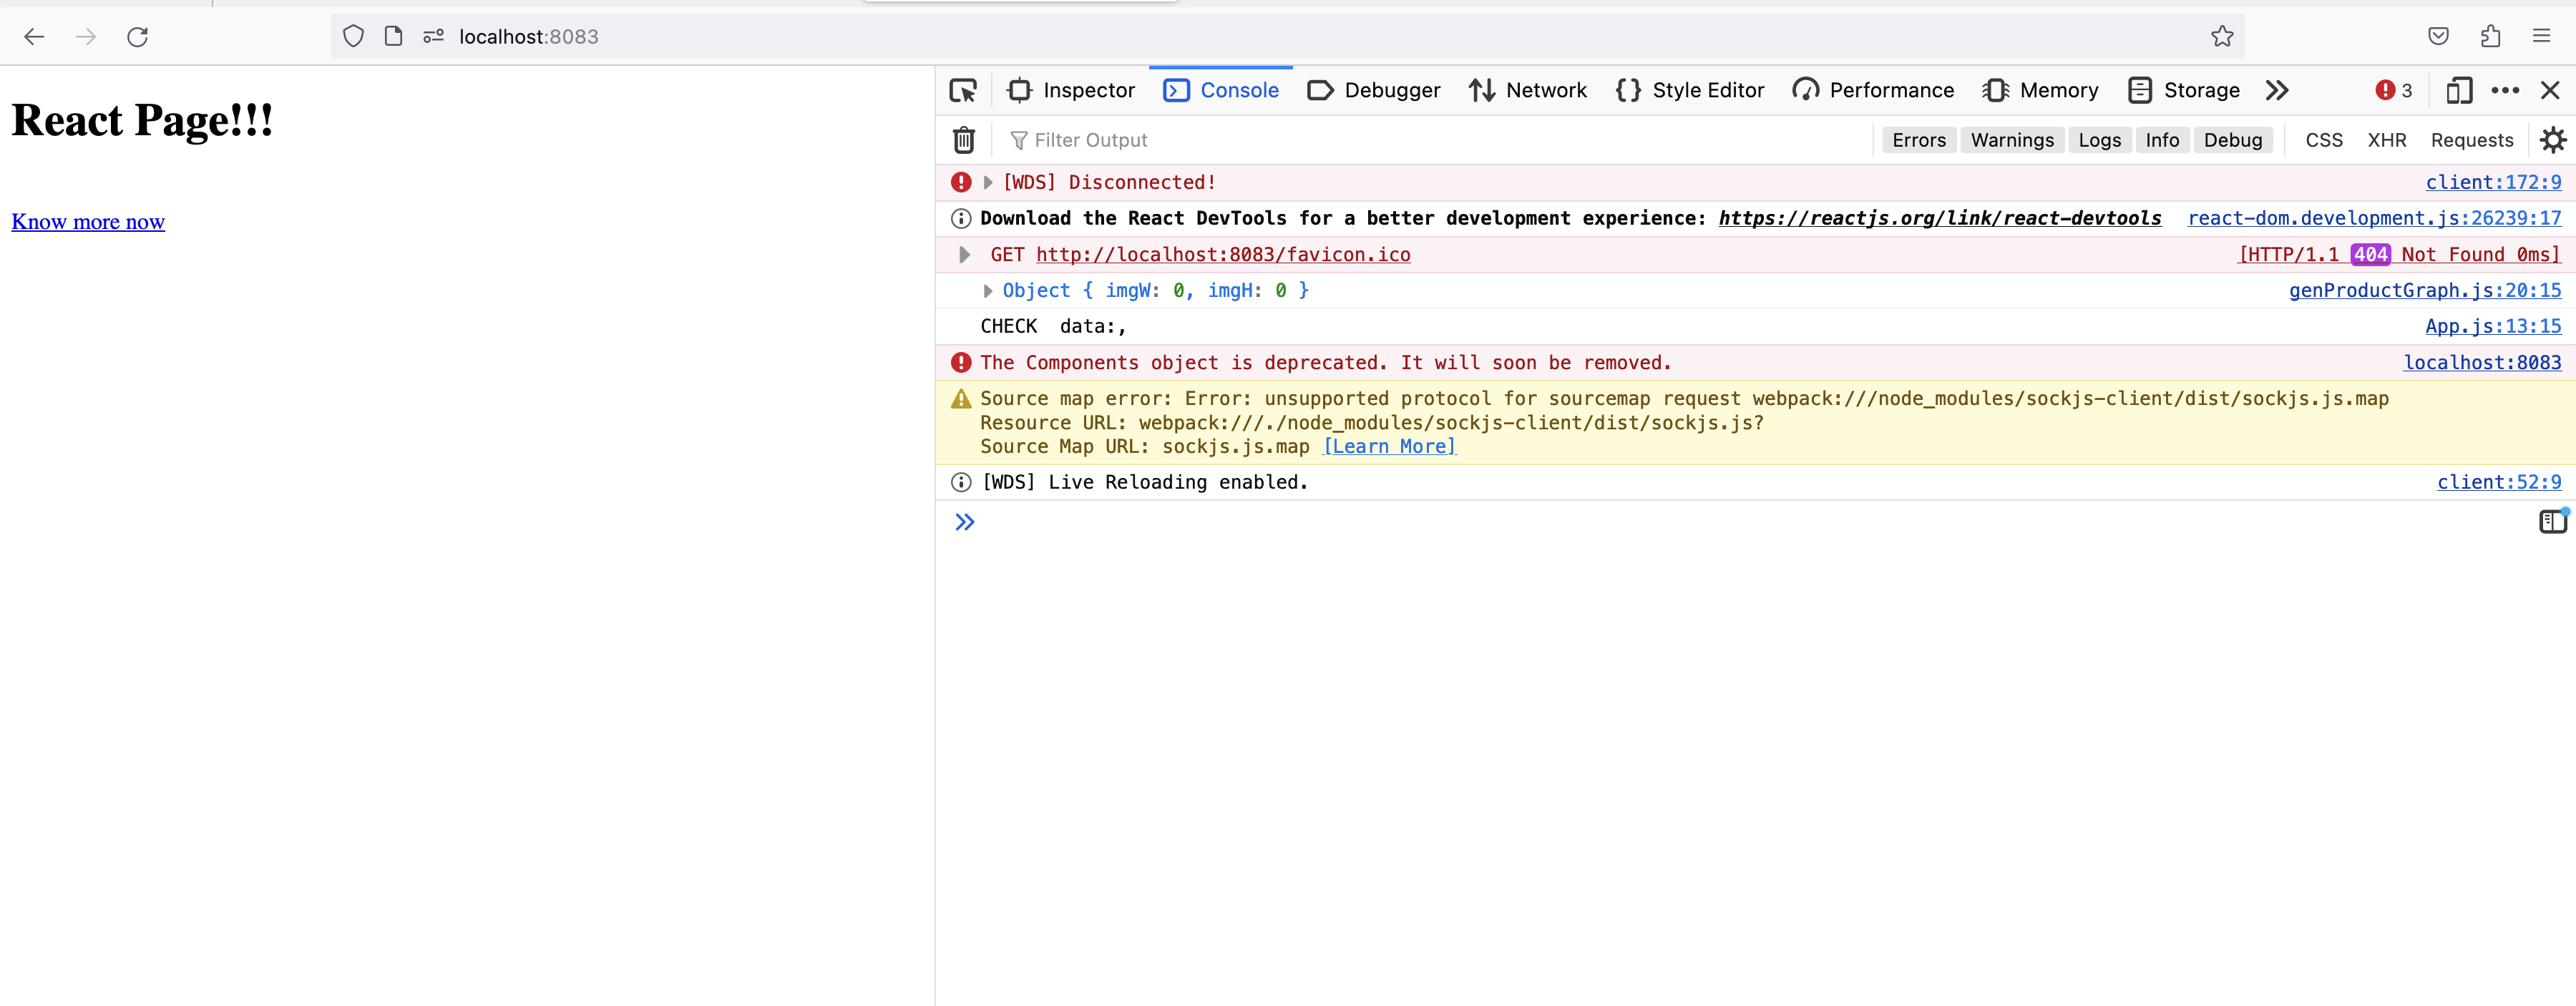 localhost:8083
React Page!!!
Know more now
Inspector Console Debugger Network Style Editor Performance Memory Storage 3
Filter Output Errors Warnings Logs Info Debug CSS XHR Requests
[WDS] Disconnected! client:172:9
Download the React DevTools for a better development experience: https://reactjs.org/link/react-devtools react-dom.development.js:26239:17
GET http://localhost:8083/favicon.ico [HTTP/1.1 404 Not Found 0ms]
Object { imgW: 0, imgH: 0 } genProductGraph.js:20:15
CHECK  data:, App.js:13:15
The Components object is deprecated. It will soon be removed. localhost:8083
Source map error: Error: unsupported protocol for sourcemap request webpack:///node_modules/sockjs-client/dist/sockjs.js.map
Resource URL: webpack:///./node_modules/sockjs-client/dist/sockjs.js?
Source Map URL: sockjs.js.map [Learn More]
[WDS] Live Reloading enabled. client:52:9